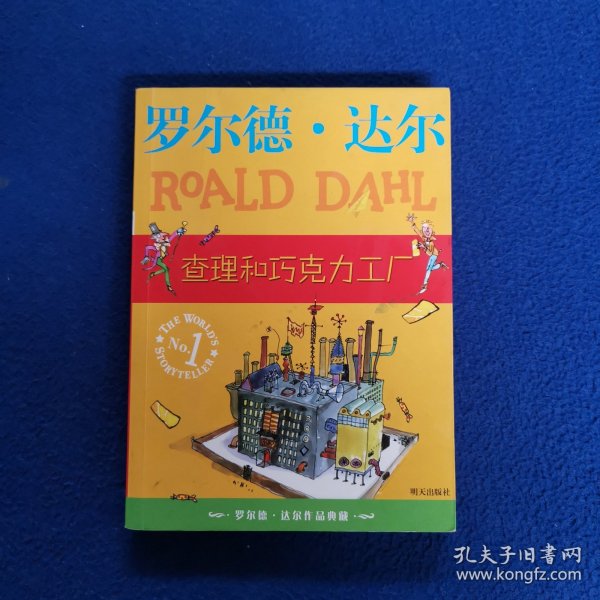 罗尔德·达尔
ROALD DAHL
查理和巧克力工厂
THE WORLD'S
No.1
STORYTELLER
明天出版社
罗尔德·达尔作品典藏
孔夫子旧书网
www.kongfz.com